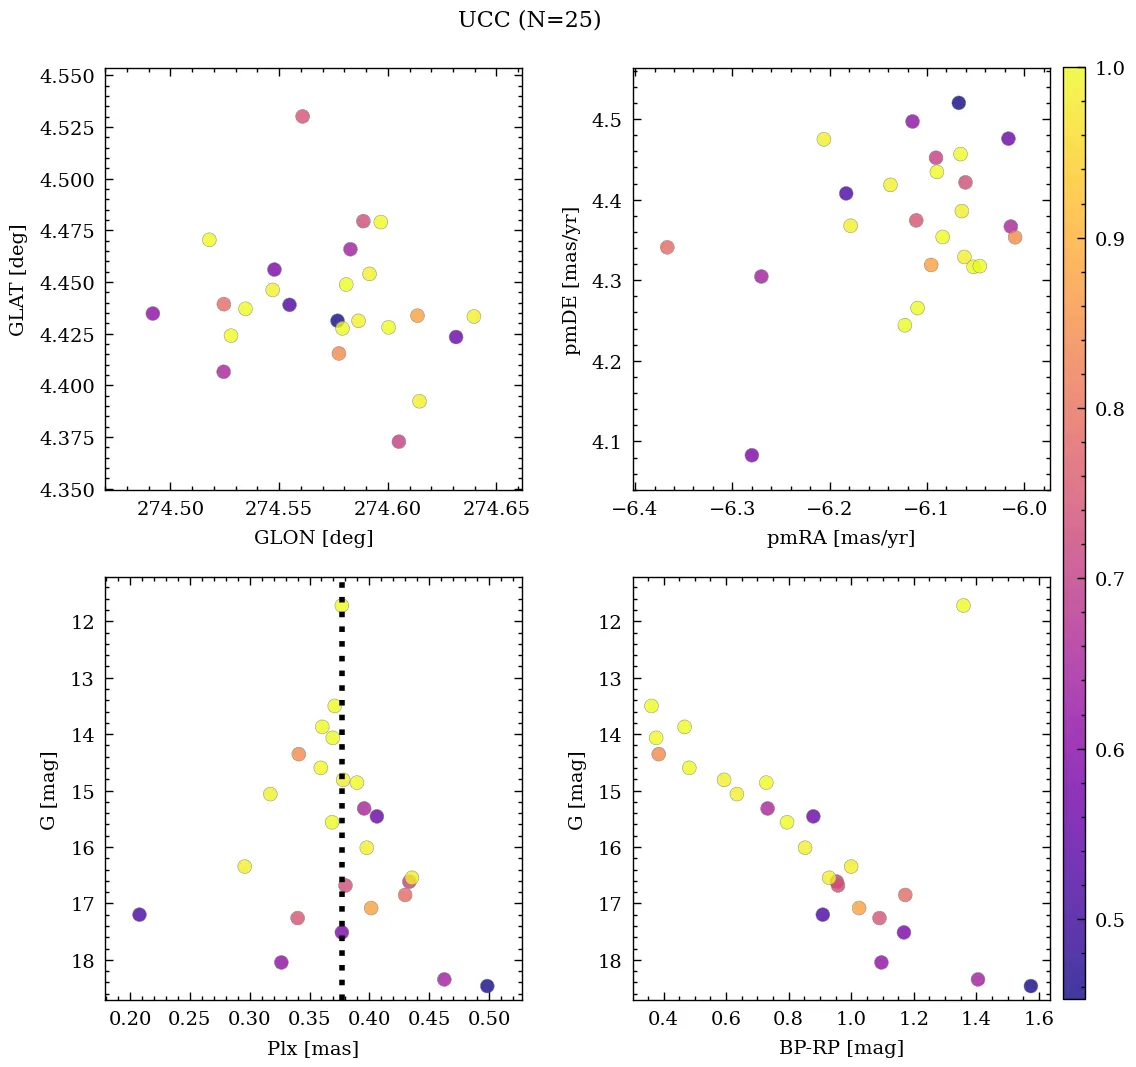 UCC (N=25)
4.550
4.525
4.500
4.475
4.450
4.425
4.400
4.375
4.350
GLAT [deg]
274.50 274.55 274.60 274.65
GLON [deg]
4.5
4.4
4.3
4.2
4.1
pmDE [mas/yr]
−6.4 −6.3 −6.2 −6.1 −6.0
pmRA [mas/yr]
12
13
14
15
16
17
18
G [mag]
0.20 0.25 0.30 0.35 0.40 0.45 0.50
Plx [mas]
12
13
14
15
16
17
18
G [mag]
0.4 0.6 0.8 1.0 1.2 1.4 1.6
BP-RP [mag]
1.0
0.9
0.8
0.7
0.6
0.5